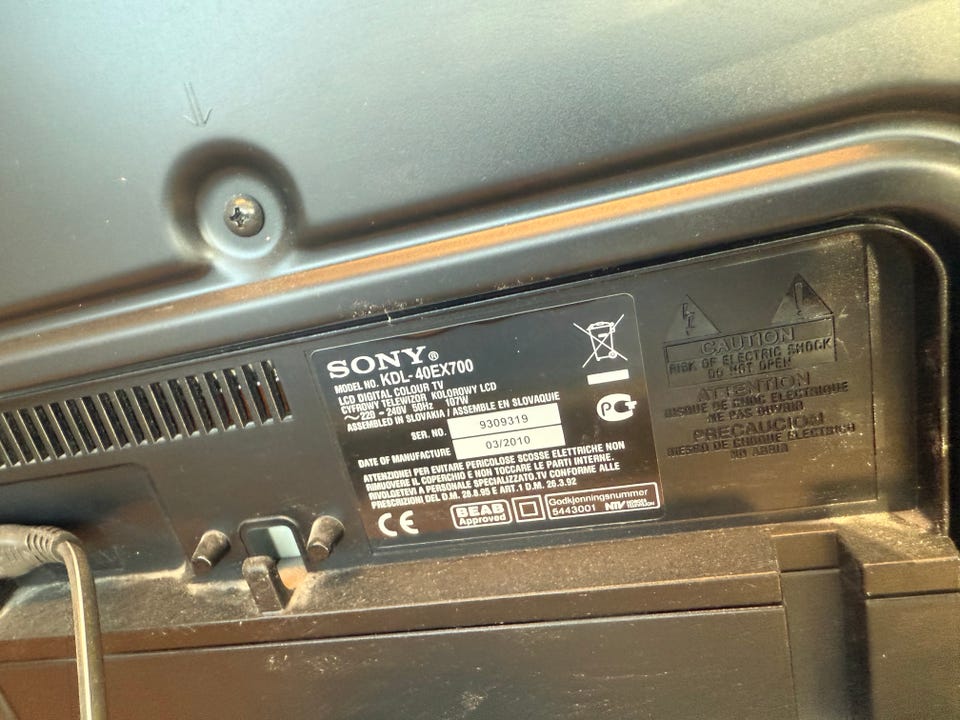 SONY®
MODEL NO. KDL-40EX700
LCD DIGITAL COLOUR TV
CYFROWY TELEWIZOR KOLOROWY LCD
~220 - 240V 50Hz 107W
ASSEMBLED IN SLOVAKIA / ASSEMBLE EN SLOVAQUIE
SER. NO. 9309319
DATE OF MANUFACTURE 03/2010
ATTENZIONE! PER EVITARE PERICOLOSE SCOSSE ELETTRICHE NON
RIMUOVERE IL COPERCHIO E NON TOCCARE LE PARTI INTERNE.
RIVOLGETEVI A PERSONALE SPECIALIZZATO.TV CONFORME ALLE
PRESCRIZIONI DEL D.M. 28.8.95 E ART.1 D.M. 26.3.92
CE
BEAB
Approved
Godkjenningsnummer
5443001 NTV
CAUTION
RISK OF ELECTRIC SHOCK
DO NOT OPEN
ATTENTION
RISQUE DE CHOC ELECTRIQUE
NE PAS OUVRIR
PRECAUCION
RIESGO DE CHOQUE ELECTRICO
NO ABRIR